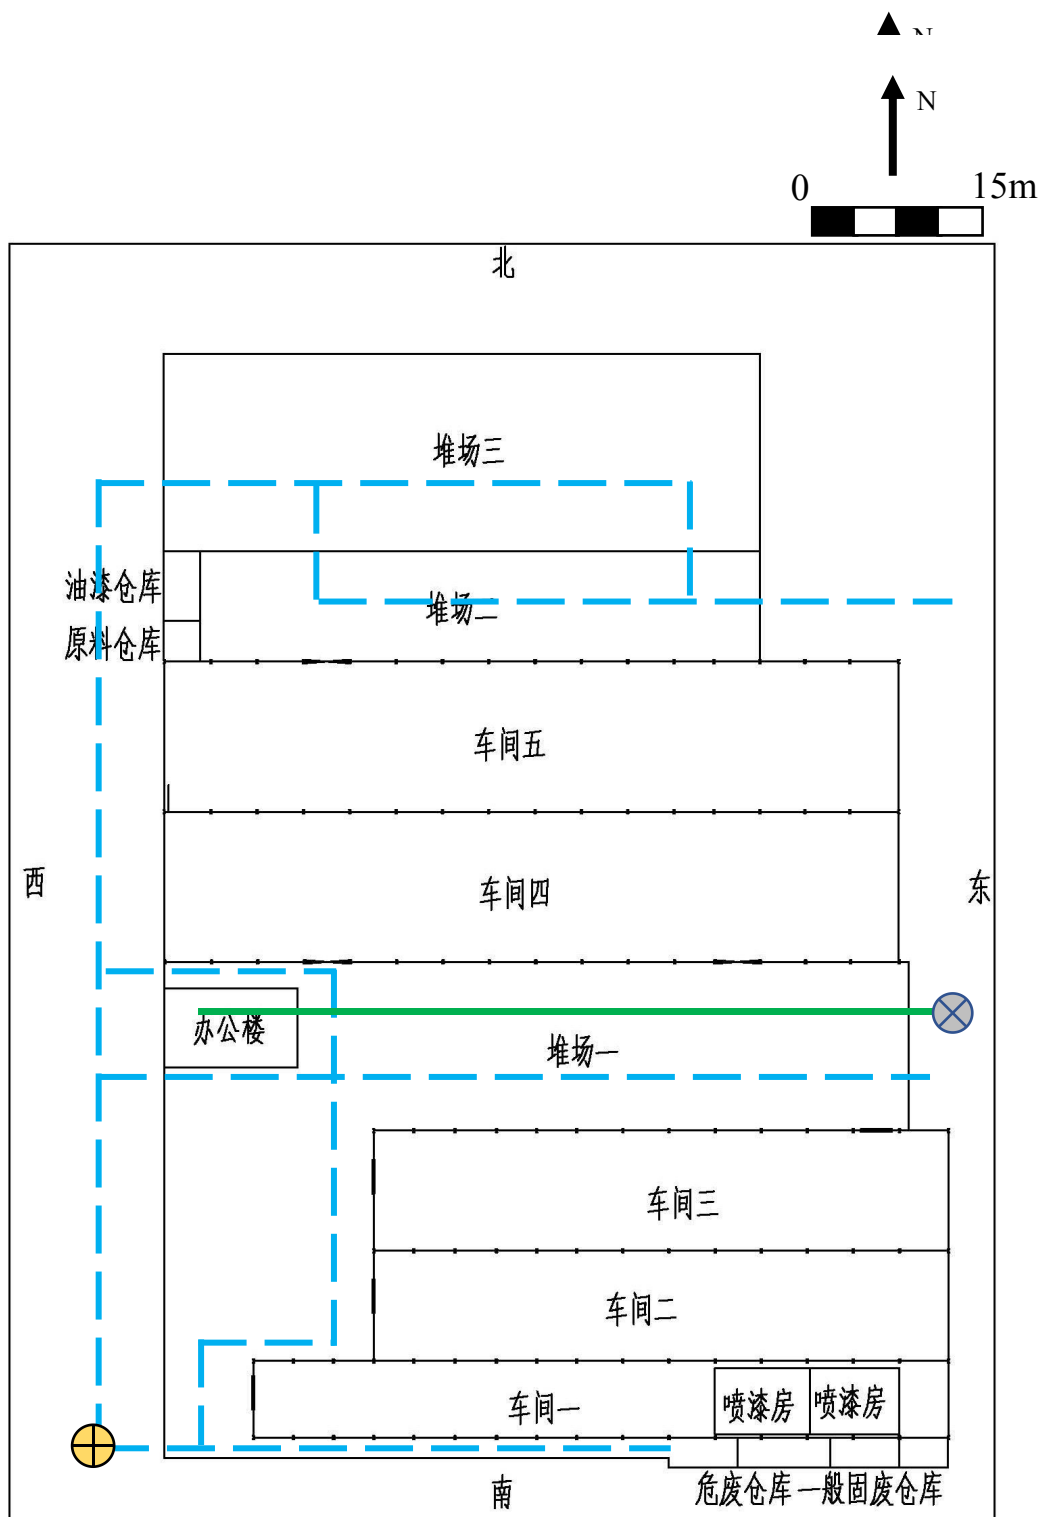 N
N
0 15m
北
堆场三
油漆仓库
堆场二
原料仓库
车间五
西
车间四
东
办公楼
堆场一
车间三
车间二
车间一
喷漆房
喷漆房
南
危废仓库
一般固废仓库